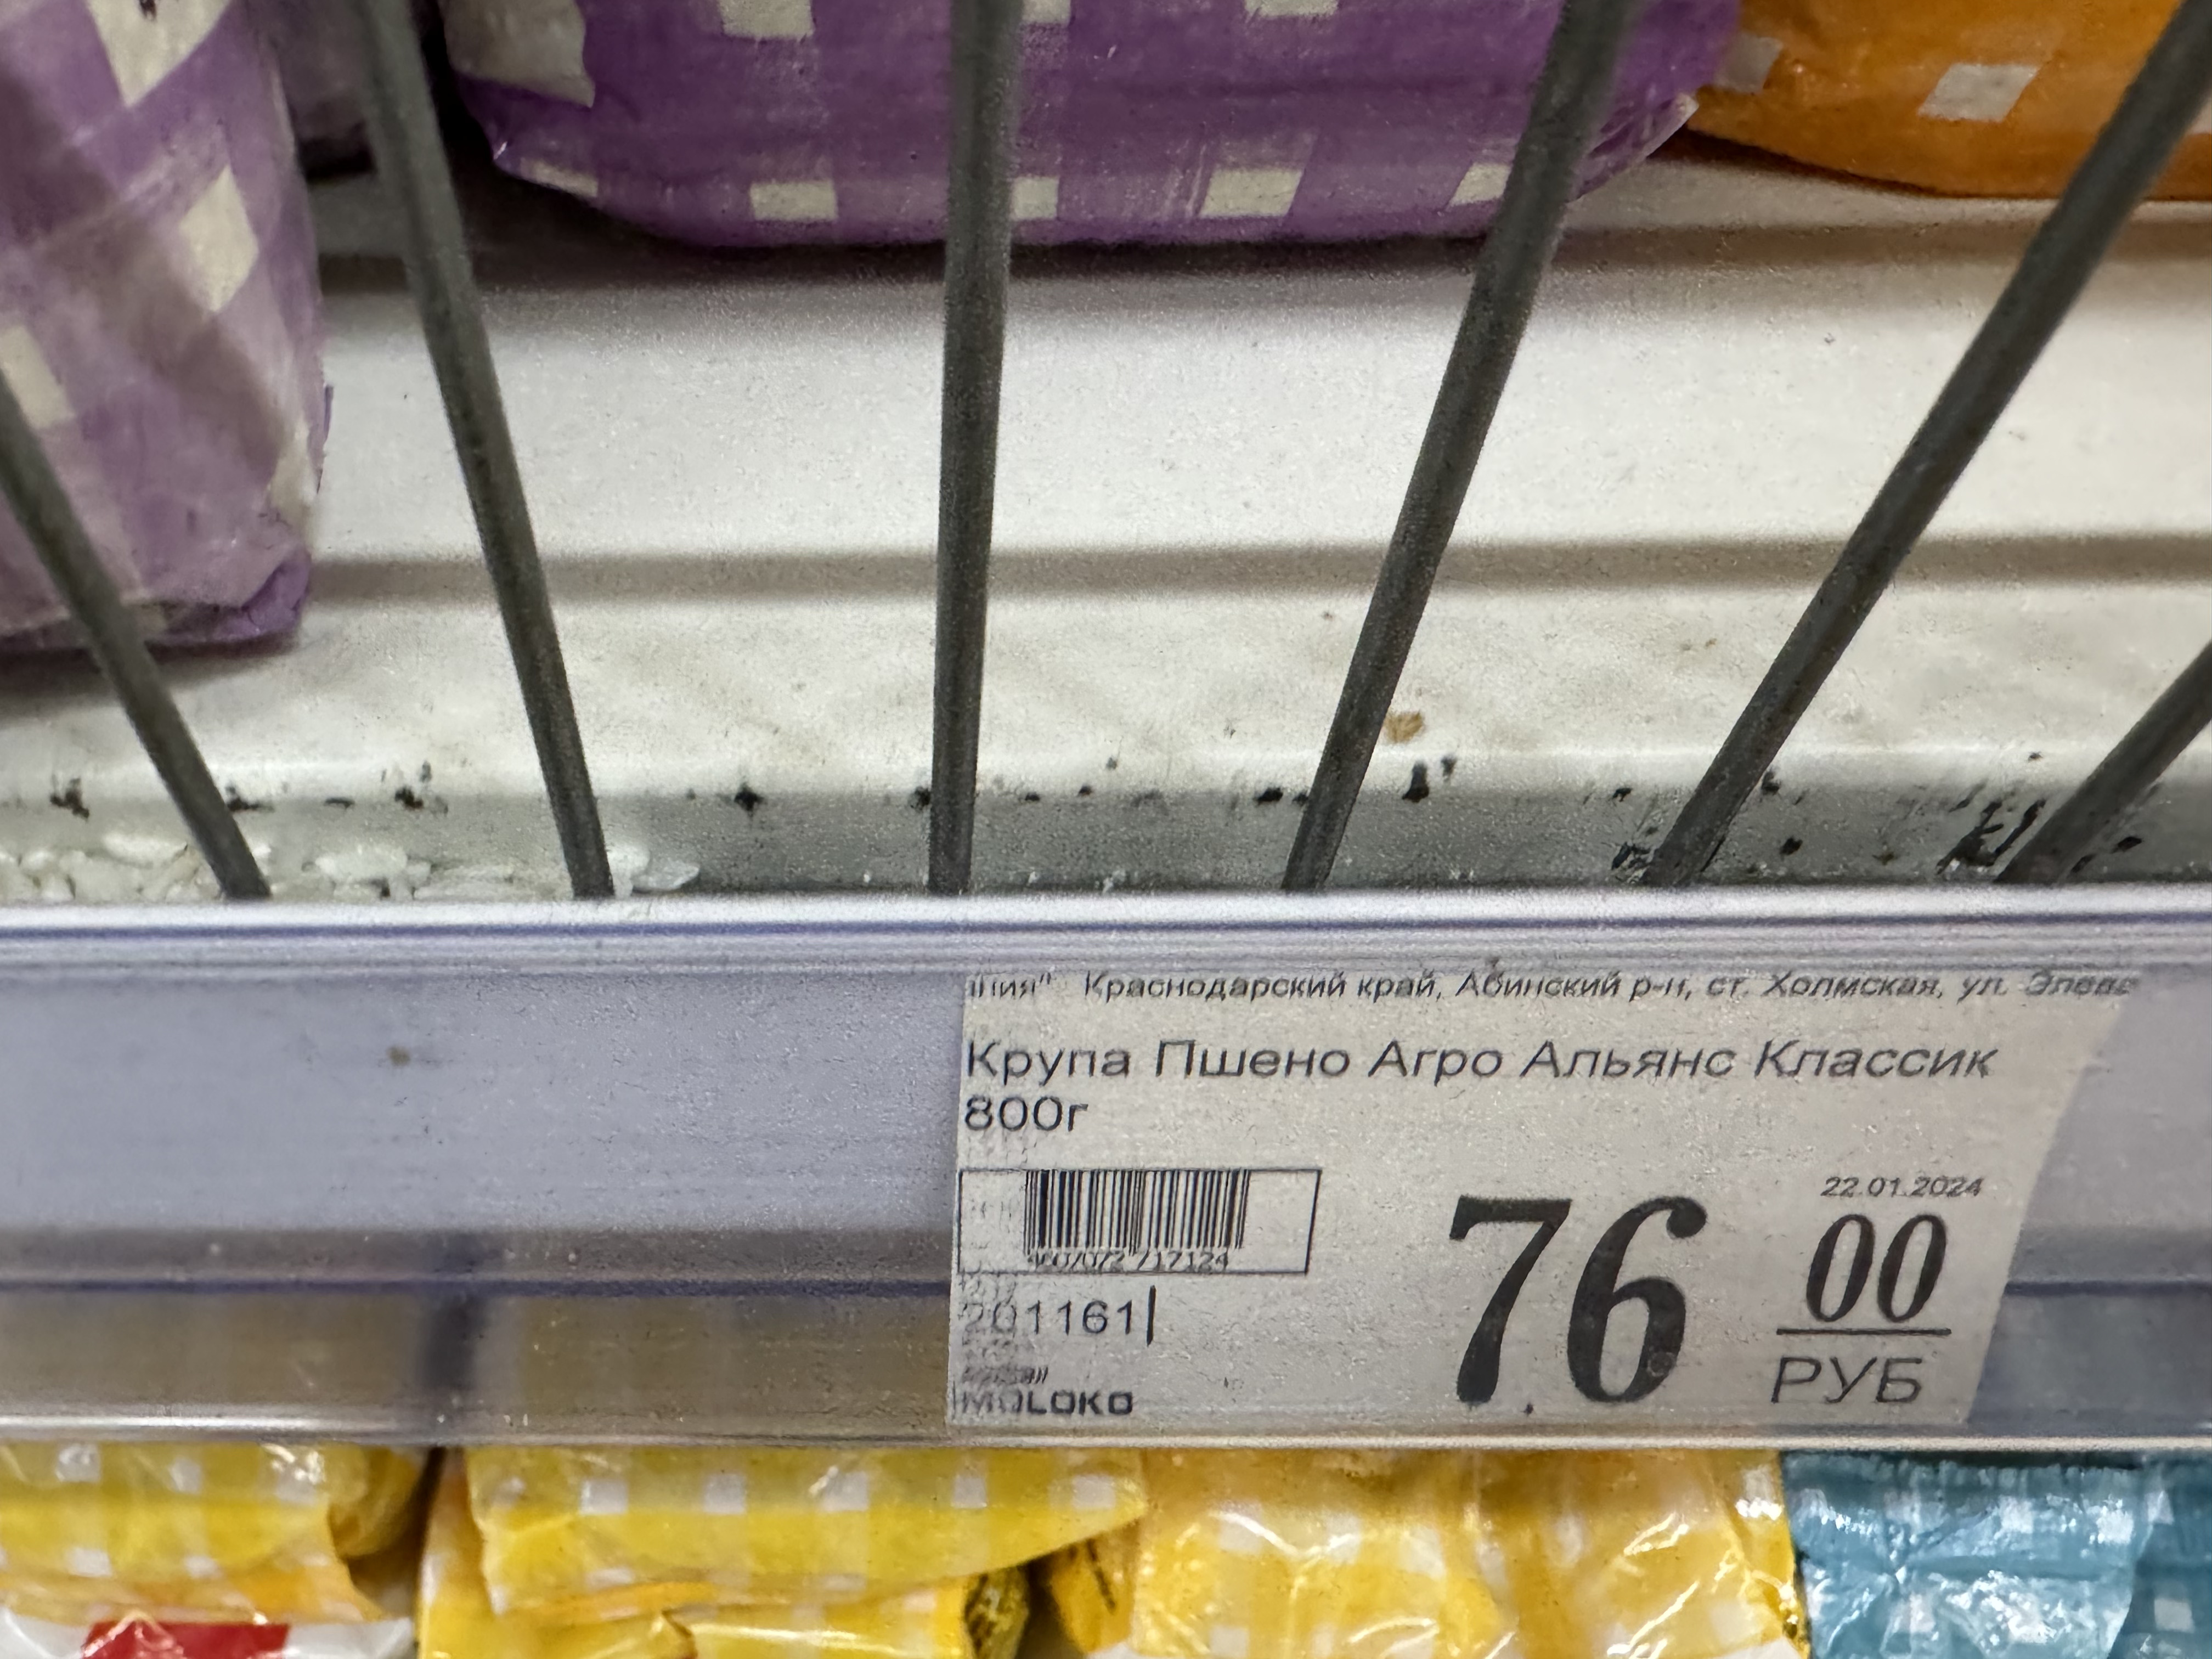 Краснодарский край, Абинский р-н, ст. Холмская, ул.
Крупа Пшено Агро Альянс Классик
800г
22.01.2024
76 00
РУБ
201161
MOLOKO